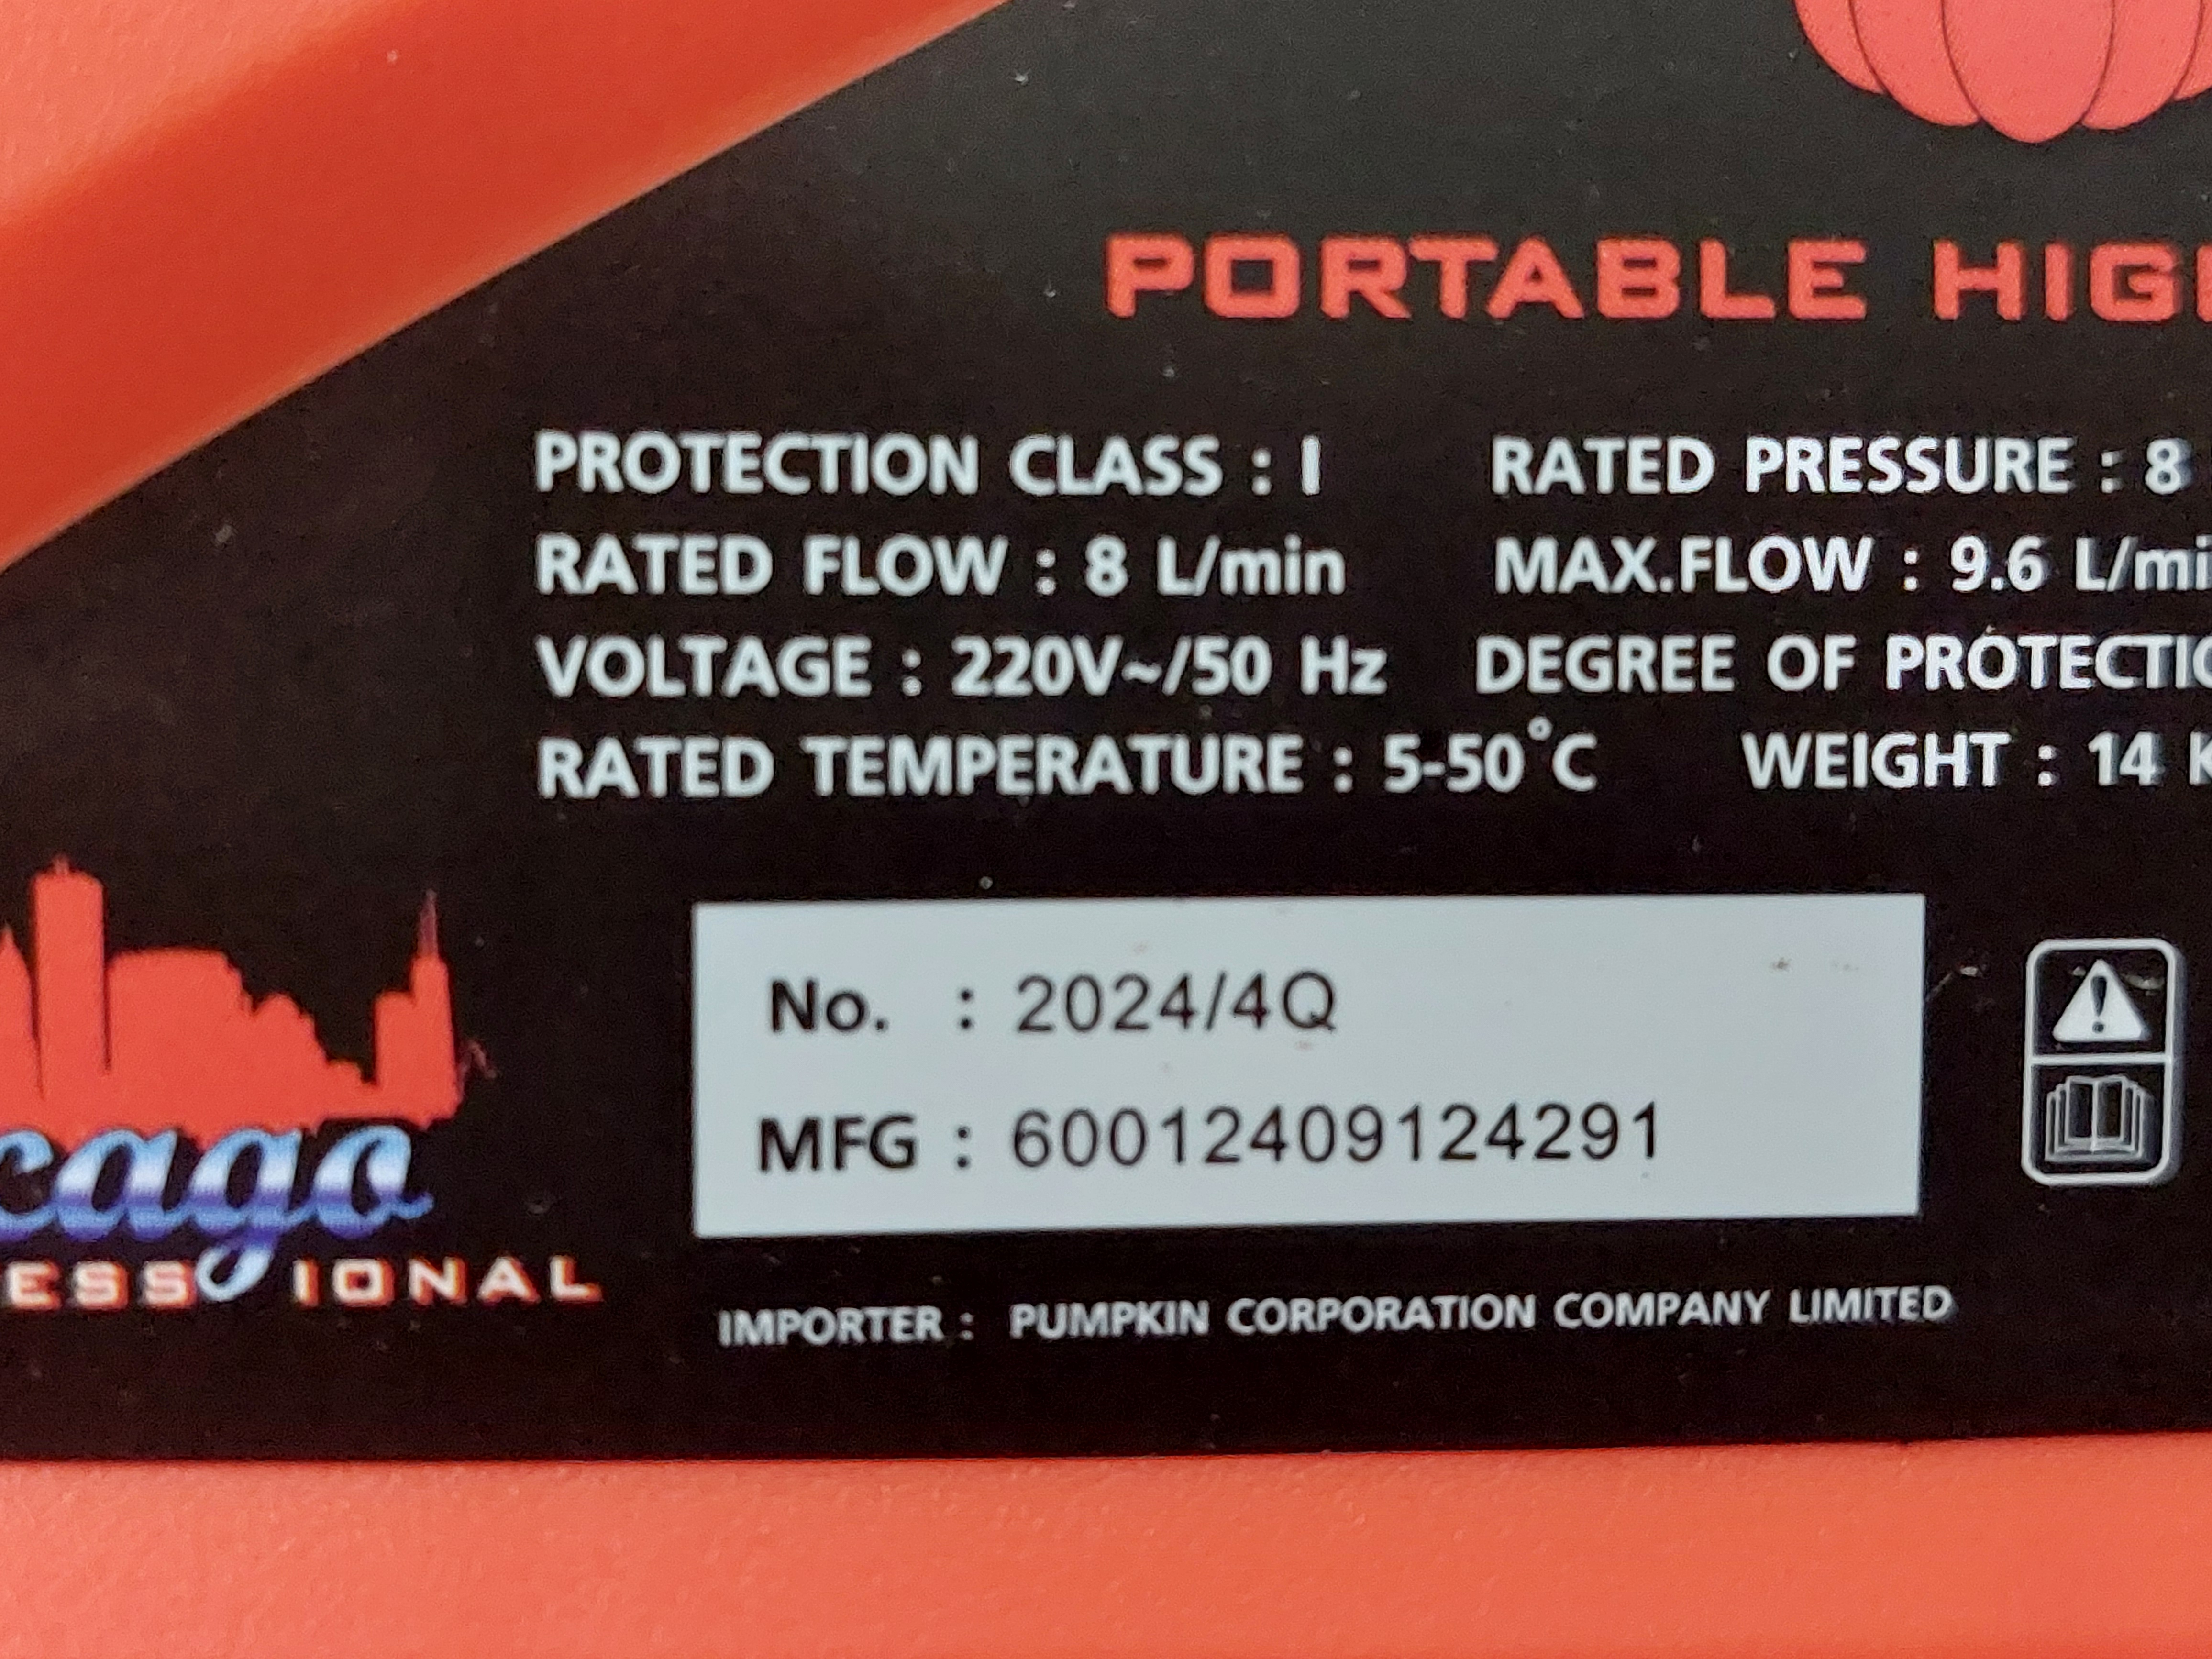 PORTABLE HIG
PROTECTION CLASS : I RATED PRESSURE : 8
RATED FLOW : 8 L/min MAX.FLOW : 9.6 L/mi
VOLTAGE : 220V~/50 Hz DEGREE OF PROTECTIO
RATED TEMPERATURE : 5-50°C WEIGHT : 14 K
No. : 2024/4Q
MFG : 60012409124291
cago
ESSIONAL
IMPORTER : PUMPKIN CORPORATION COMPANY LIMITED